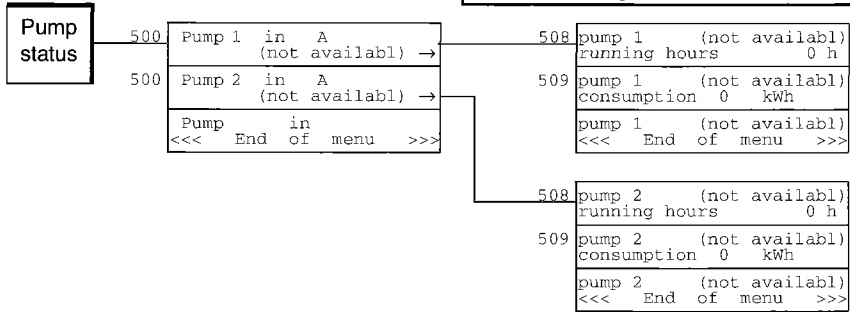 Pump
status
500 Pump 1 in A
(not availabl) →
500 Pump 2 in A
(not availabl) →
Pump in
<<< End of menu >>>
508 pump 1 (not availabl)
running hours 0 h
509 pump 1 (not availabl)
consumption 0 kWh
pump 1 (not availabl)
<<< End of menu >>>
508 pump 2 (not availabl)
running hours 0 h
509 pump 2 (not availabl)
consumption 0 kWh
pump 2 (not availabl)
<<< End of menu >>>